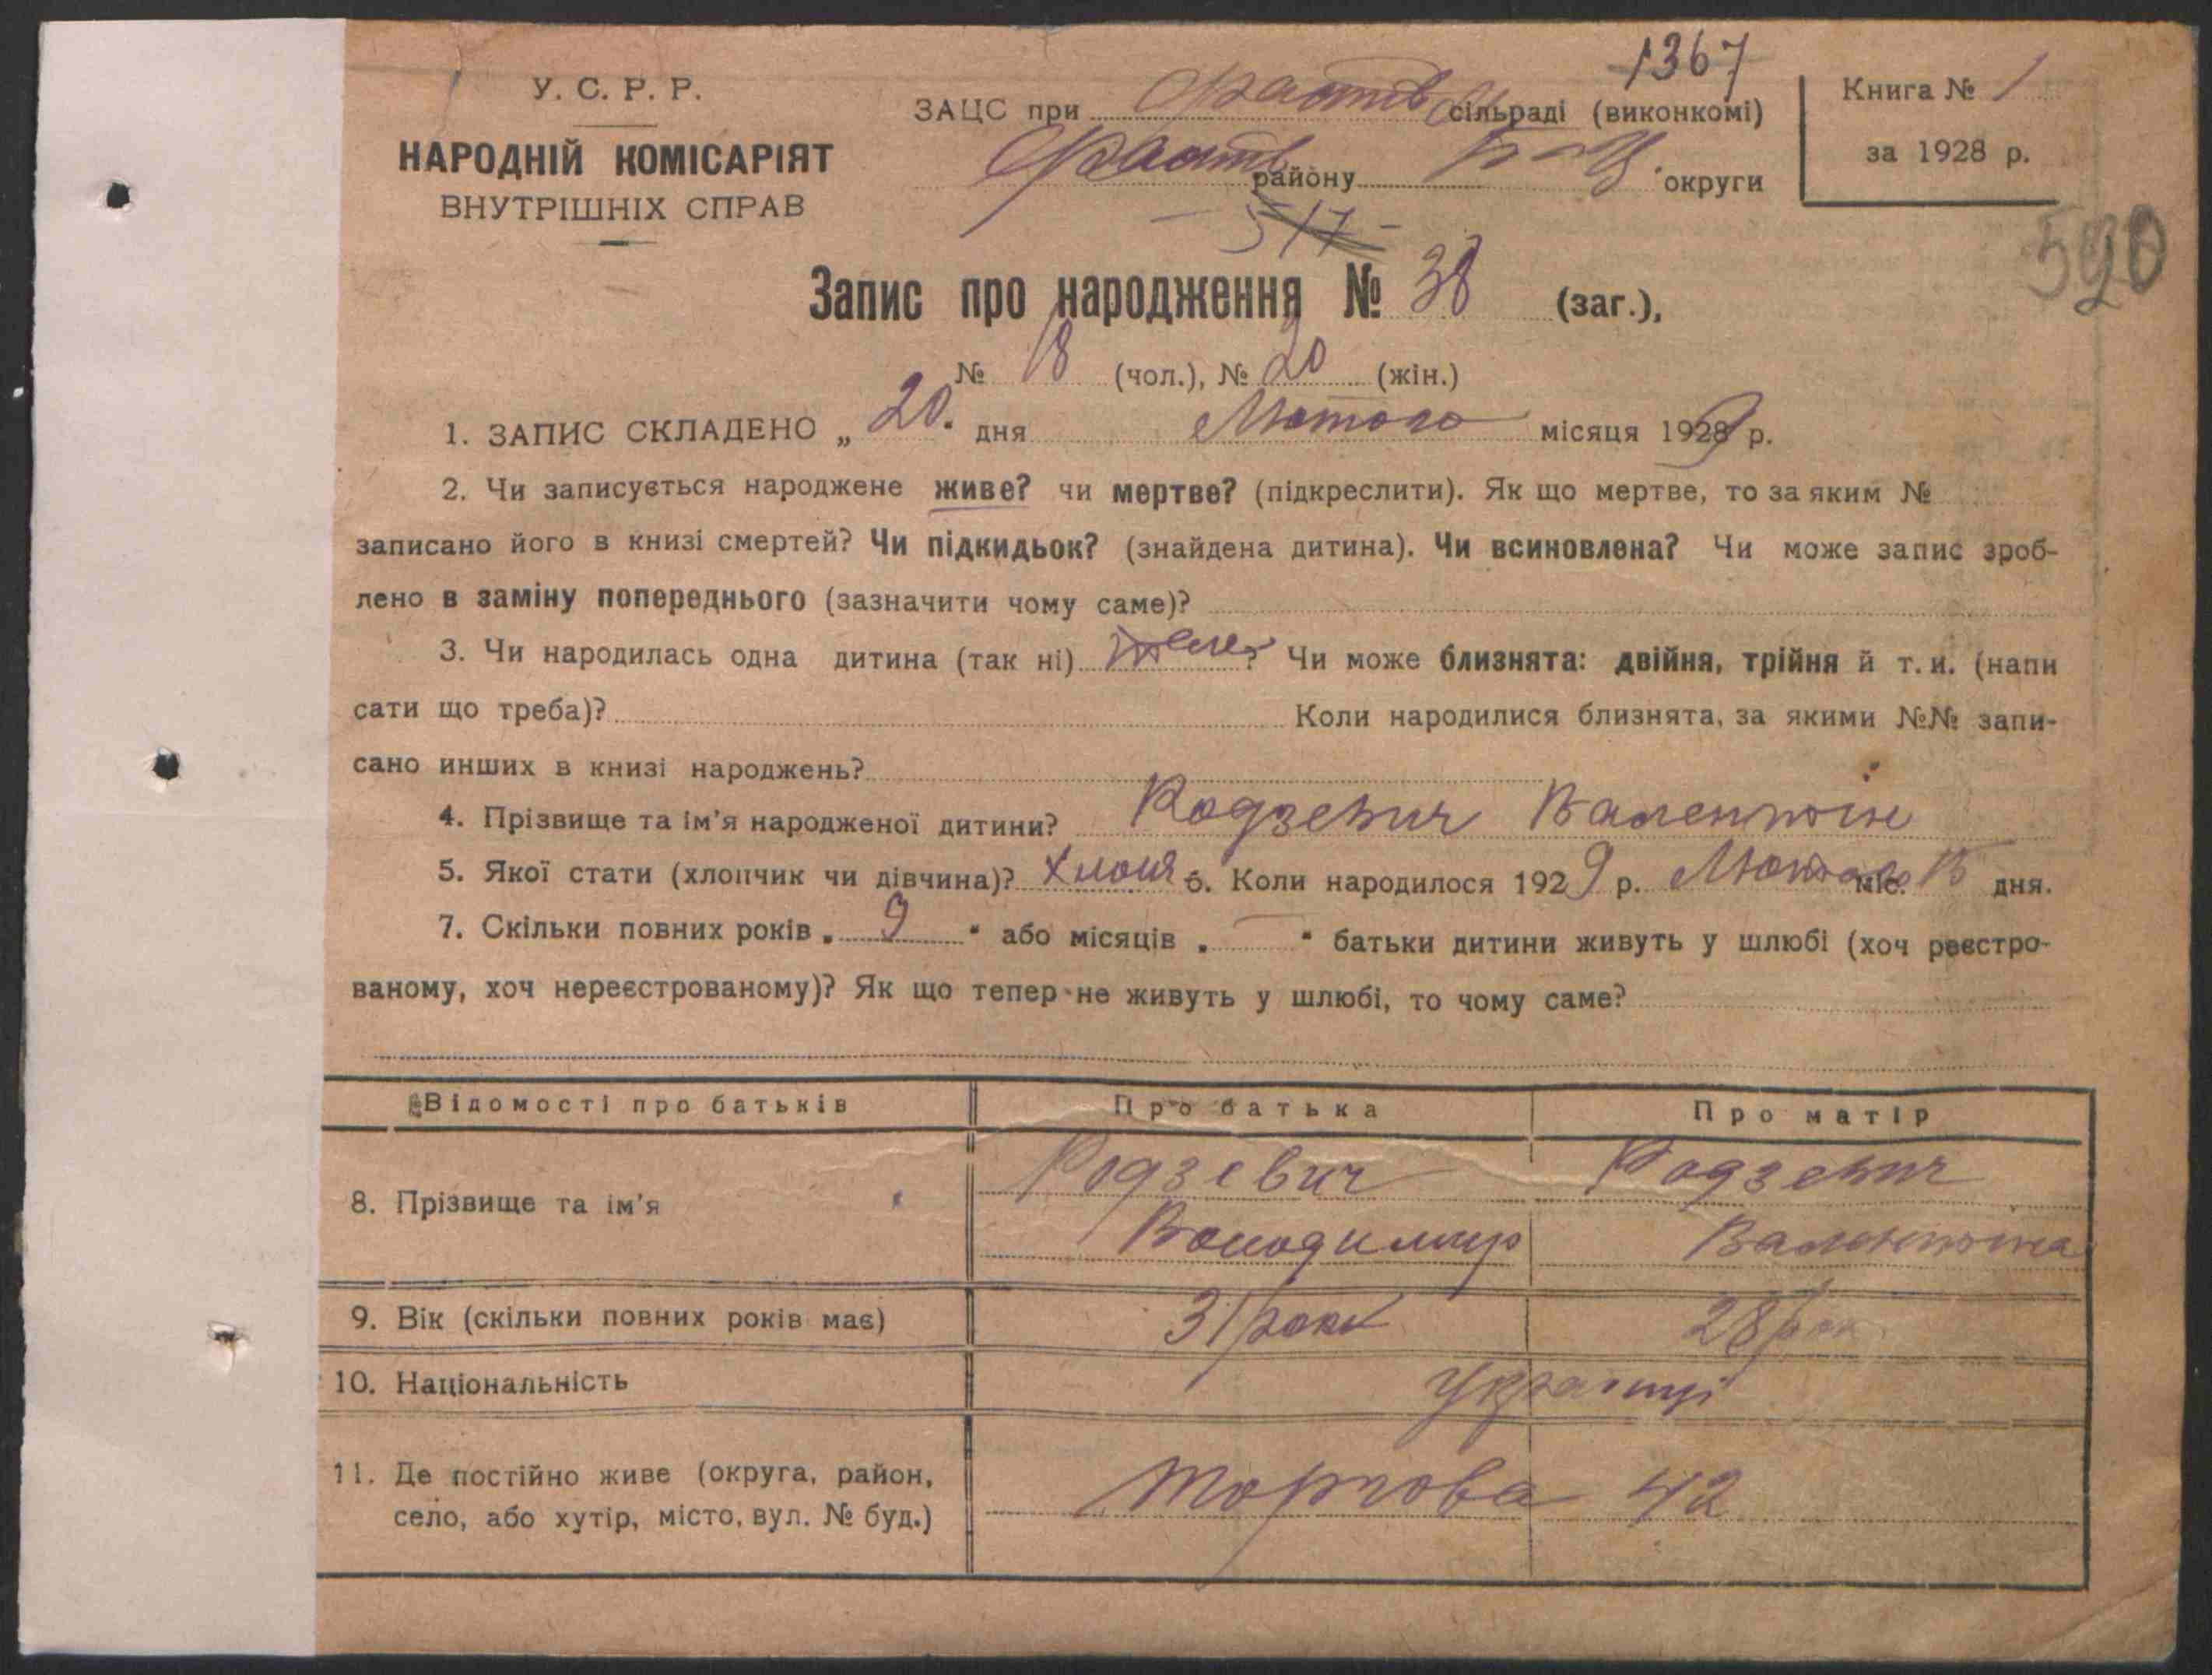 1367
У. С. Р. Р.
НАРОДНІЙ КОМІСАРІЯТ
ВНУТРІШНІХ СПРАВ
ЗАЦС при Фастів сільраді (виконкомі)
Фастів району Б-Ц. округи
Книга № 1
за 1928 р.
517
590
Запис про народження № 38 (заг.),
№ 18 (чол.), № 20 (жін.)
1. ЗАПИС СКЛАДЕНО „ 20. дня Лютого місяця 1929 р.
2. Чи записується народжене живе? чи мертве? (підкреслити). Як що мертве, то за яким №
записано його в книзі смертей? Чи підкидьок? (знайдена дитина). Чи всиновлена? Чи може запис зроб-
лено в заміну попереднього (зазначити чому саме)?
3. Чи народилась одна дитина (так ні) ? Чи може близнята: двійня, трійня й т. и. (напи
сати що треба)? Коли народилися близнята, за якими №№ запи-
сано инших в книзі народжень?
4. Прізвище та ім'я народженої дитини? Родзевич Валентин
5. Якої стати (хлопчик чи дівчина)? Хлопч 6. Коли народилося 1929 р. Лютого міс. 15 дня.
7. Скільки повних років „ 9 " або місяців „ — " батьки дитини живуть у шлюбі (хоч реєстро-
ваному, хоч нереєстрованому)? Як що тепер не живуть у шлюбі, то чому саме?
Відомості про батьків Про батька Про матір
8. Прізвище та ім'я Родзевич Володимир Родзевич Валентина
9. Вік (скільки повних років має) 31 рок 28 рок
10. Національність Українці
11. Де постійно живе (округа, район,
село, або хутір, місто, вул. № буд.) Торгова 42